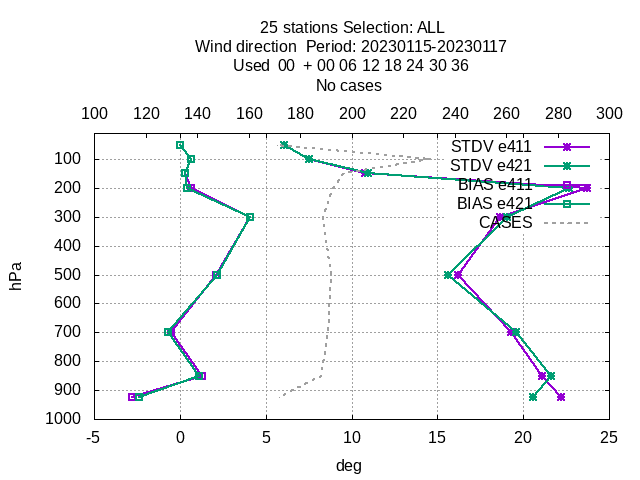 25 stations Selection: ALL
Wind direction  Period: 20230115-20230117
Used  00  + 00 06 12 18 24 30 36
No cases
100 120 140 160 180 200 220 240 260 280 300
STDV e411
STDV e421
BIAS e411
BIAS e421
CASES
100
200
300
400
500
600
700
800
900
1000
hPa
-5 0 5 10 15 20 25
deg